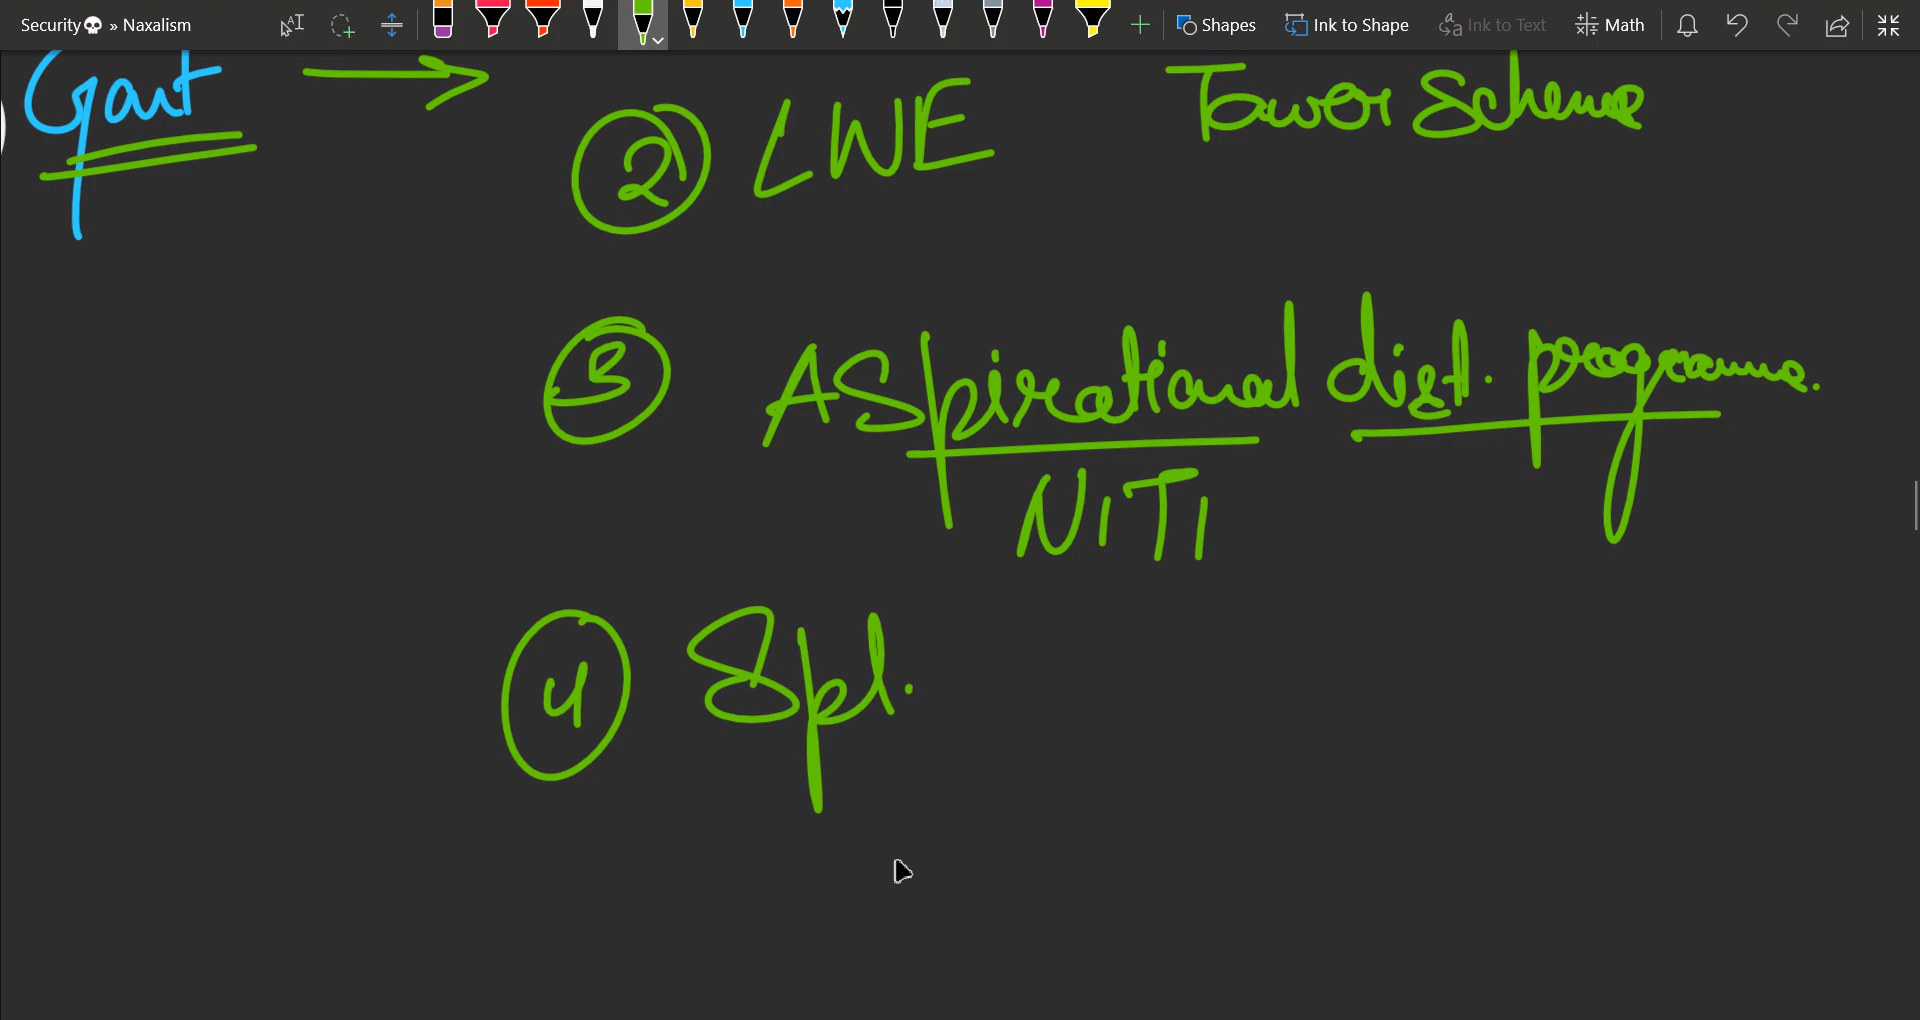 Security💀 » Naxalism
Shapes
Ink to Shape
Ink to Text
Math
Govt
2 LWE
Tower Scheme
3 Aspirational dist. programme.
NITI
4 Spl.